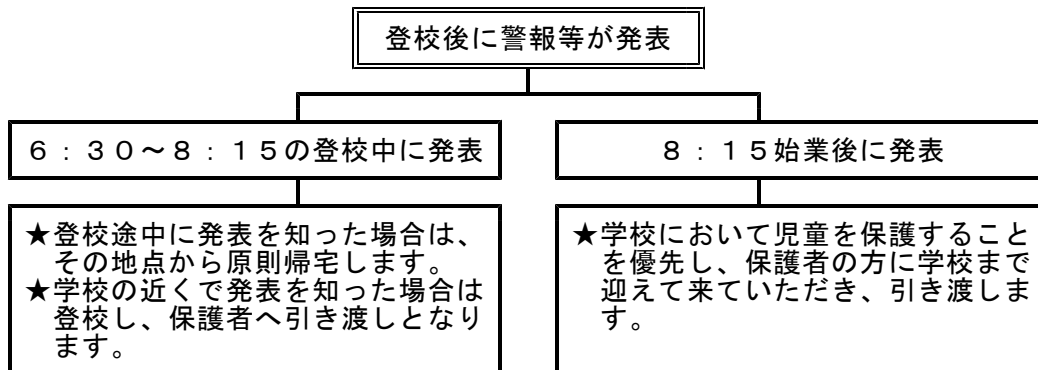 登校後に警報等が発表
6:30~8:15の登校中に発表
8:15始業後に発表
★登校途中に発表を知った場合は、
その地点から原則帰宅します。
★学校の近くで発表を知った場合は
登校し、保護者へ引き渡しとなり
ます。
★学校において児童を保護すること
を優先し、保護者の方に学校まで
迎えて来ていただき、引き渡しま
す。